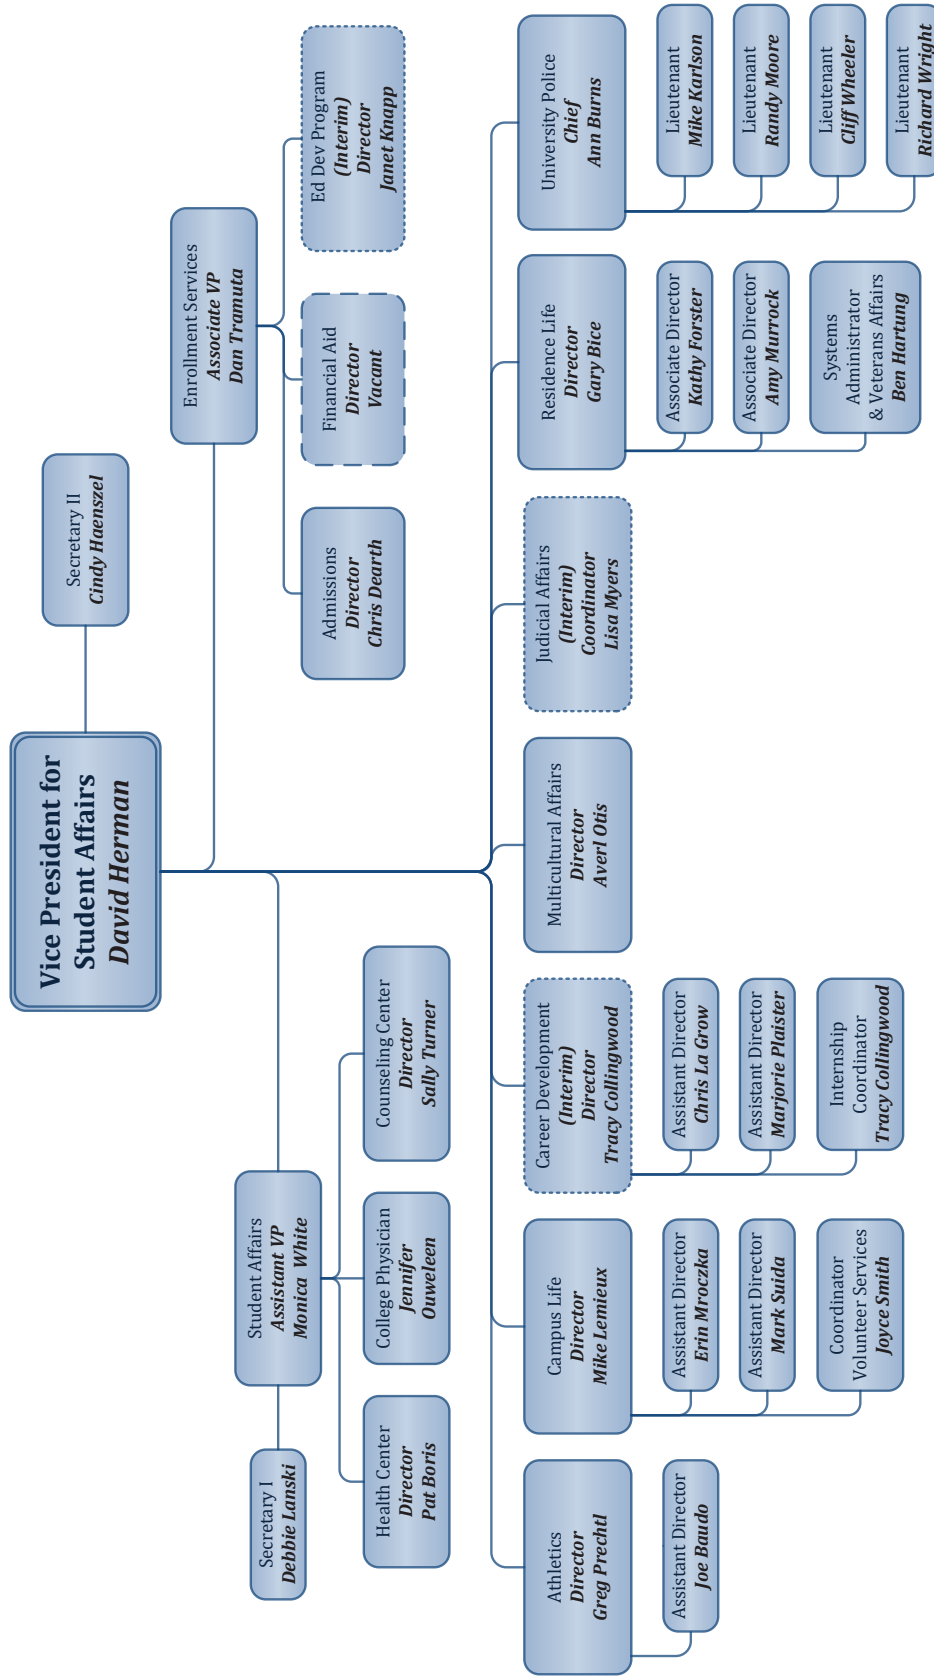 Vice President for
Student Affairs
David Herman
Secretary II
Cindy Haenszel
Enrollment Services
Associate VP
Dan Tramuta
Secretary I
Debbie Lanski
Student Affairs
Assistant VP
Monica White
Admissions
Director
Chris Dearth
Financial Aid
Director
Vacant
Ed Dev Program
(Interim)
Director
Janet Knapp
Health Center
Director
Pat Boris
College Physician
Jennifer
Ouweleen
Counseling Center
Director
Sally Turner
Athletics
Director
Greg Prechtl
Assistant Director
Joe Baudo
Campus Life
Director
Mike Lemieux
Assistant Director
Erin Mroczka
Assistant Director
Mark Suida
Coordinator
Volunteer Services
Joyce Smith
Career Development
(Interim)
Director
Tracy Collingwood
Assistant Director
Chris La Grow
Assistant Director
Marjorie Plaister
Internship
Coordinator
Tracy Collingwood
Multicultural Affairs
Director
Averl Otis
Judicial Affairs
(Interim)
Coordinator
Lisa Myers
Residence Life
Director
Gary Bice
Associate Director
Kathy Forster
Associate Director
Amy Murrock
Systems
Administrator
& Veterans Affairs
Ben Hartung
University Police
Chief
Ann Burns
Lieutenant
Mike Karlson
Lieutenant
Randy Moore
Lieutenant
Cliff Wheeler
Lieutenant
Richard Wright